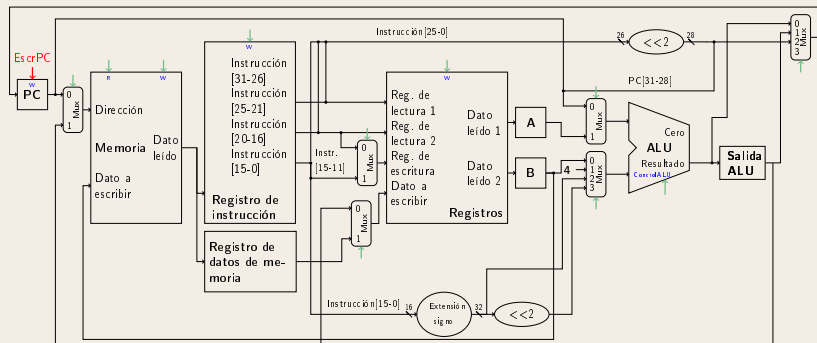 EscrPC
W
PC
0
Mux
1
R
W
Dirección
Memoria
Dato
leído
Dato a
escribir
W
Instrucción
[31-26]
Instrucción
[25-21]
Instrucción
[20-16]
Instrucción
[15-0]
Registro de
instrucción
Registro de
datos de me-
moria
Instrucción[25-0]
Instr.
[15-11]
0
Mux
1
0
Mux
1
W
Reg. de
lectura 1
Reg. de
lectura 2
Reg. de
escritura
Dato a
escribir
Dato
leído 1
Dato
leído 2
Registros
A
B
4
0
Mux
1
0
1
2
3
Mux
26
<<2
28
PC[31-28]
Cero
ALU
Resultado
ControlALU
Salida
ALU
0
1
2
3
Mux
Instrucción[15-0]
16
Extensión
signo
32
<<2